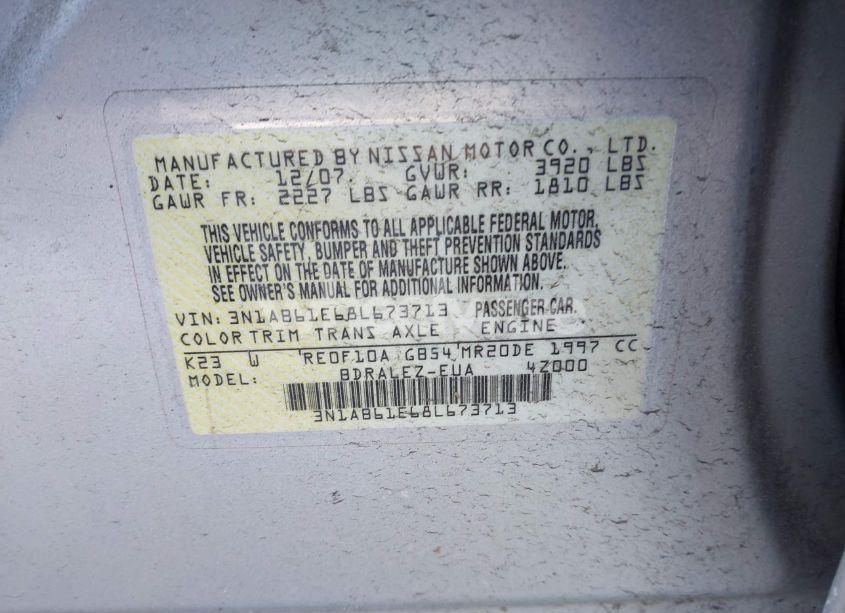 MANUFACTURED BY NISSAN MOTOR CO., LTD.
DATE: 12/07 GVWR: 3920 LBS
GAWR FR: 2227 LBS GAWR RR: 1810 LBS
THIS VEHICLE CONFORMS TO ALL APPLICABLE FEDERAL MOTOR
VEHICLE SAFETY, BUMPER AND THEFT PREVENTION STANDARDS
IN EFFECT ON THE DATE OF MANUFACTURE SHOWN ABOVE.
SEE OWNER'S MANUAL FOR ADDITIONAL INFORMATION.
VIN: 3N1AB61E68L673713 PASSENGER CAR
COLOR TRIM TRANS AXLE ENGINE
K23 W RE0F10A GB54 MR20DE 1997 CC
MODEL: BDRALEZ-EUA 4Z000
3N1AB61E68L673713